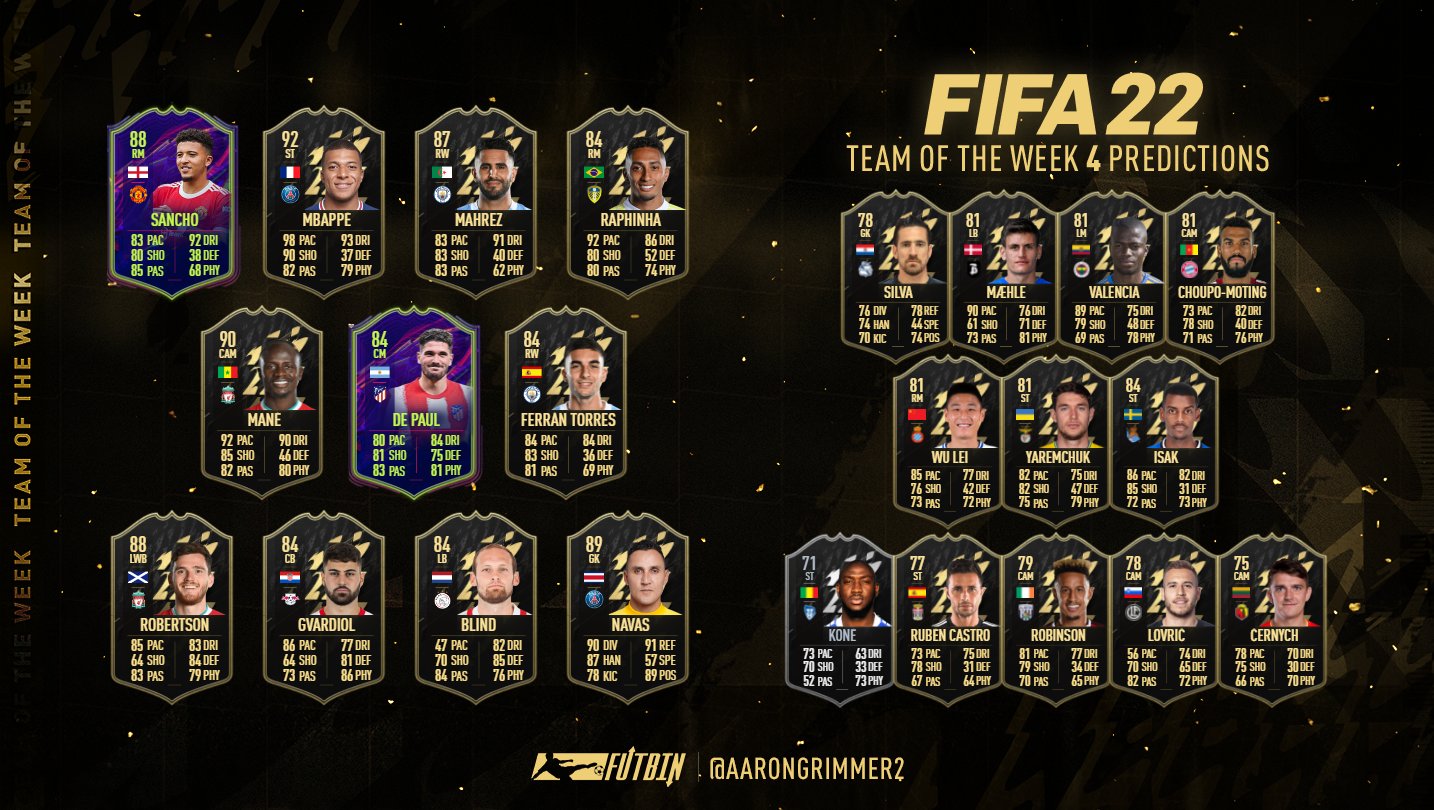 TEAM OF THE WEEK TEAM OF THE WEEK TEAM OF THE WEEK
FIFA 22
TEAM OF THE WEEK 4 PREDICTIONS
88
RM
SANCHO
83 PAC 92 DRI
80 SHO 38 DEF
85 PAS 68 PHY
92
ST
MBAPPE
98 PAC 93 DRI
90 SHO 37 DEF
82 PAS 79 PHY
87
RW
MAHREZ
83 PAC 91 DRI
83 SHO 40 DEF
83 PAS 62 PHY
84
RM
RAPHINHA
92 PAC 86 DRI
80 SHO 52 DEF
80 PAS 74 PHY
90
CAM
MANE
92 PAC 90 DRI
85 SHO 46 DEF
82 PAS 80 PHY
84
CM
DE PAUL
80 PAC 84 DRI
81 SHO 75 DEF
83 PAS 81 PHY
84
RW
FERRAN TORRES
84 PAC 84 DRI
83 SHO 36 DEF
81 PAS 69 PHY
88
LWB
ROBERTSON
85 PAC 83 DRI
64 SHO 84 DEF
83 PAS 79 PHY
84
CB
GVARDIOL
86 PAC 77 DRI
64 SHO 81 DEF
73 PAS 86 PHY
84
LB
BLIND
47 PAC 82 DRI
70 SHO 85 DEF
84 PAS 76 PHY
89
GK
NAVAS
90 DIV 91 REF
87 HAN 57 SPE
78 KIC 89 POS
78
GK
SILVA
76 DIV 78 REF
74 HAN 44 SPE
70 KIC 74 POS
81
LB
MÆHLE
90 PAC 76 DRI
61 SHO 71 DEF
73 PAS 81 PHY
81
LM
VALENCIA
89 PAC 75 DRI
79 SHO 48 DEF
69 PAS 78 PHY
81
CAM
CHOUPO-MOTING
73 PAC 82 DRI
78 SHO 40 DEF
71 PAS 76 PHY
81
RM
WU LEI
85 PAC 77 DRI
76 SHO 42 DEF
73 PAS 72 PHY
81
ST
YAREMCHUK
82 PAC 75 DRI
82 SHO 47 DEF
75 PAS 79 PHY
84
ST
ISAK
86 PAC 82 DRI
85 SHO 31 DEF
72 PAS 73 PHY
71
ST
KONE
73 PAC 63 DRI
70 SHO 33 DEF
52 PAS 73 PHY
77
ST
RUBEN CASTRO
73 PAC 75 DRI
78 SHO 31 DEF
67 PAS 64 PHY
79
CAM
ROBINSON
81 PAC 77 DRI
79 SHO 34 DEF
70 PAS 65 PHY
78
CAM
LOVRIC
56 PAC 74 DRI
70 SHO 65 DEF
82 PAS 72 PHY
75
CAM
CERNYCH
78 PAC 70 DRI
75 SHO 30 DEF
66 PAS 70 PHY
FUTBIN
@AARONGRIMMER2